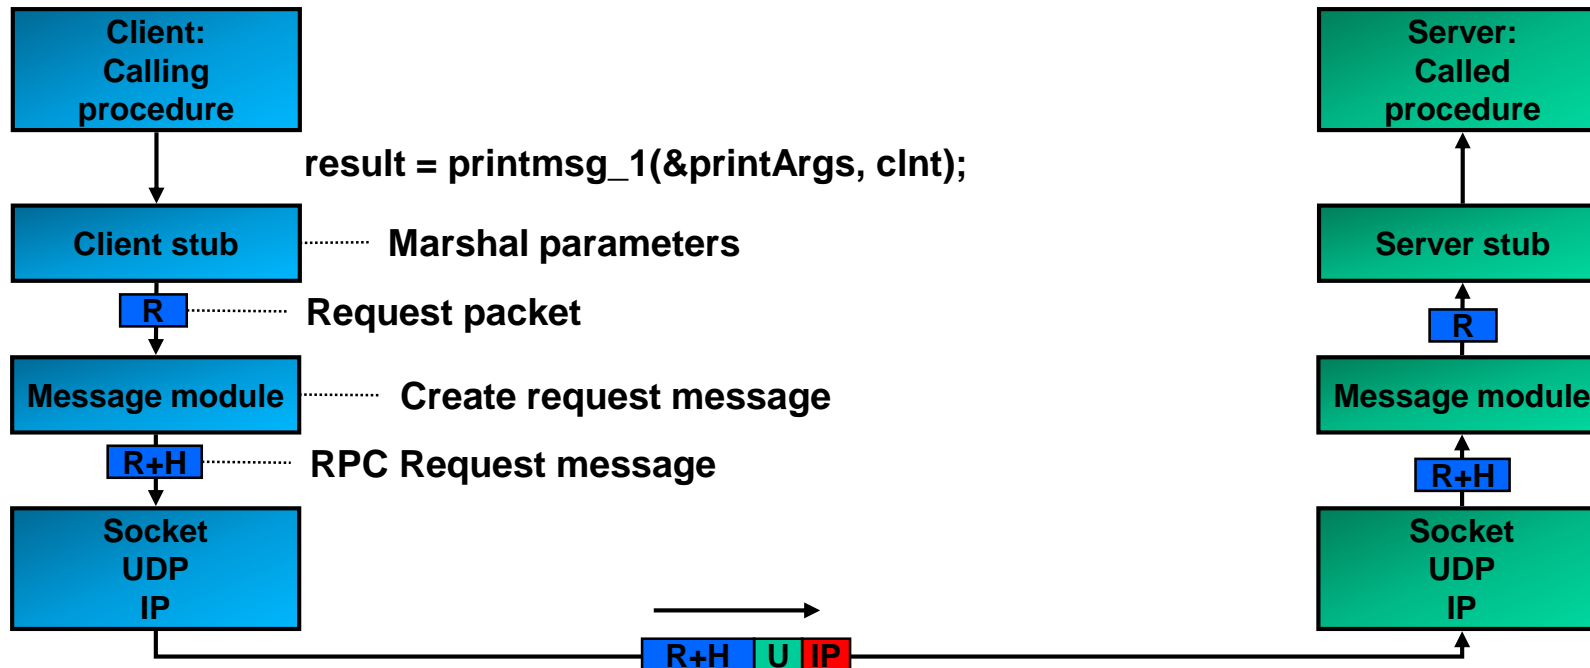 Client:
Calling
procedure
result = printmsg_1(&printArgs, clnt);
Client stub
Marshal parameters
R
Request packet
Message module
Create request message
R+H
RPC Request message
Socket
UDP
IP
R+H U IP
Server:
Called
procedure
Server stub
R
Message module
R+H
Socket
UDP
IP